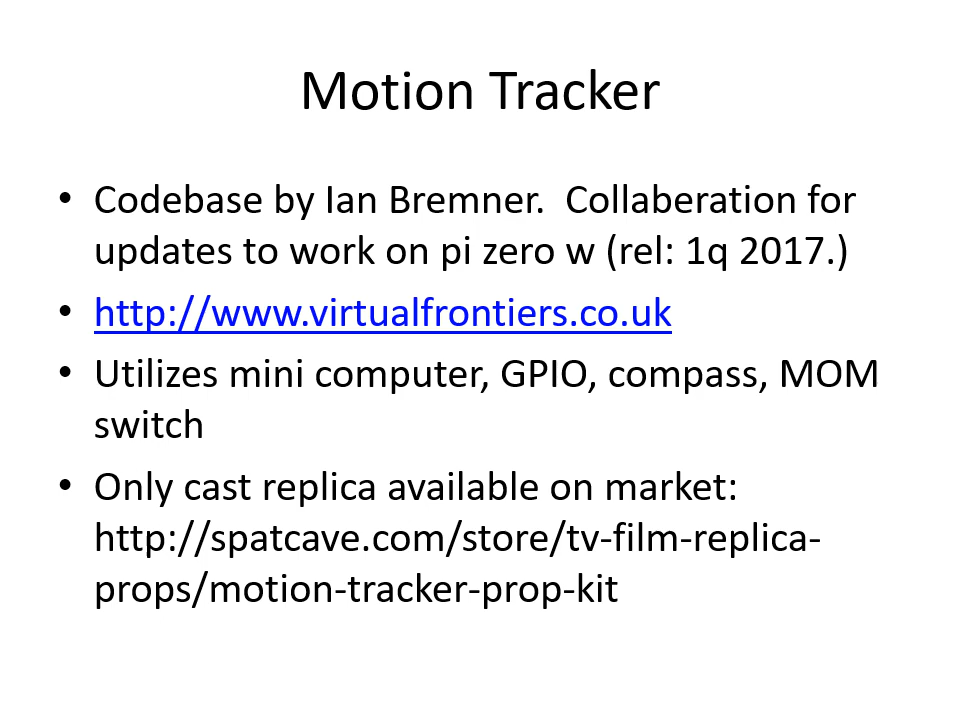 Motion Tracker
• Codebase by Ian Bremner.  Collaberation for
updates to work on pi zero w (rel: 1q 2017.)
• http://www.virtualfrontiers.co.uk
• Utilizes mini computer, GPIO, compass, MOM
switch
• Only cast replica available on market:
http://spatcave.com/store/tv-film-replica-
props/motion-tracker-prop-kit